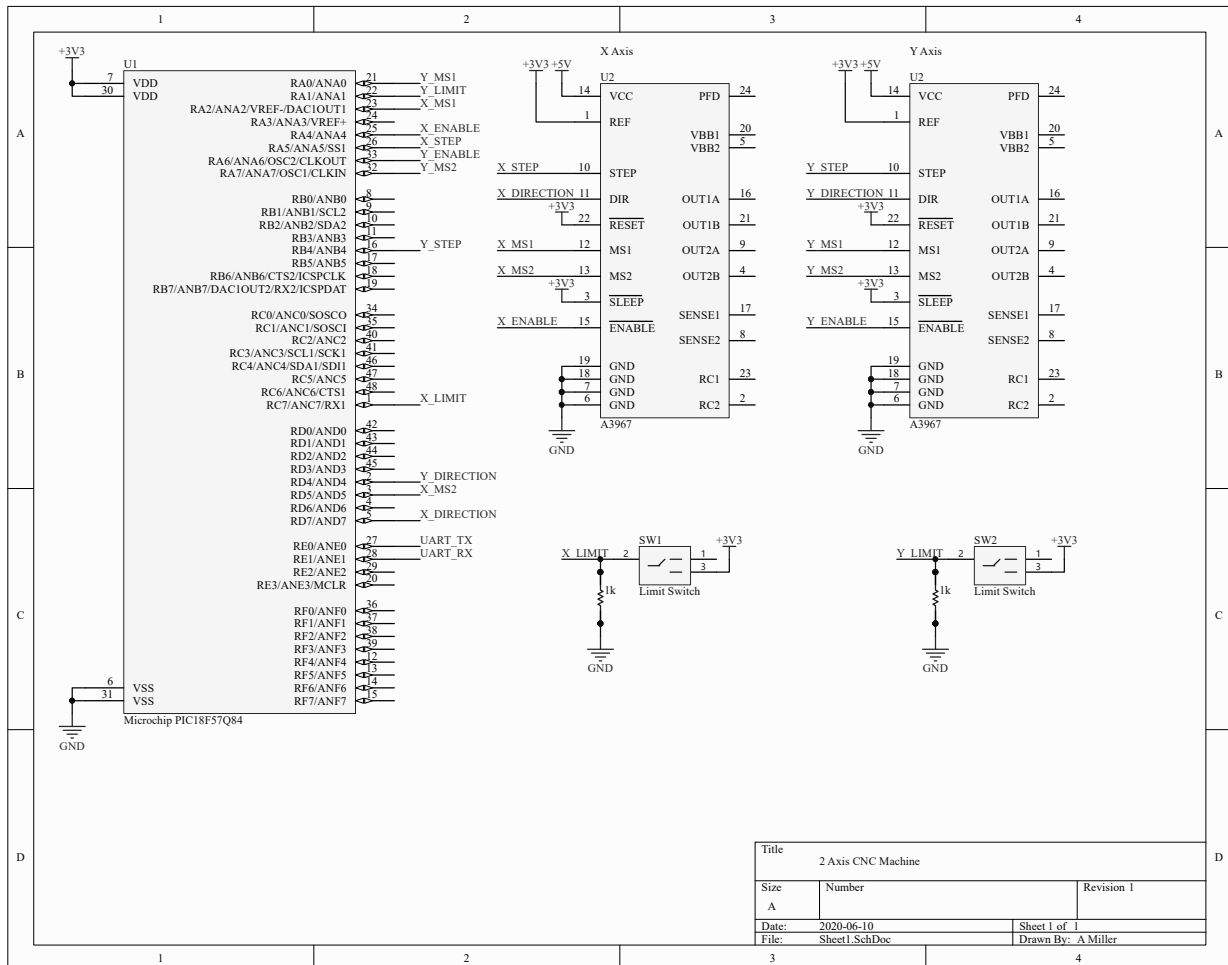 1 2 3 4
A
B
C
D
A
B
C
D
1 2 3 4
+3V3
U1
7 VDD
30 VDD
6 VSS
31 VSS
GND
Microchip PIC18F57Q84
RA0/ANA0 21 Y_MS1
RA1/ANA1 22 Y_LIMIT
RA2/ANA2/VREF-/DAC1OUT1 23 X_MS1
RA3/ANA3/VREF+ 24
RA4/ANA4 25 X_ENABLE
RA5/ANA5/SS1 26 X_STEP
RA6/ANA6/OSC2/CLKOUT 33 Y_ENABLE
RA7/ANA7/OSC1/CLKIN 32 Y_MS2
RB0/ANB0 8
RB1/ANB1/SCL2 9
RB2/ANB2/SDA2 10
RB3/ANB3 11
RB4/ANB4 16 Y_STEP
RB5/ANB5 17
RB6/ANB6/CTS2/ICSPCLK 18
RB7/ANB7/DAC1OUT2/RX2/ICSPDAT 19
RC0/ANC0/SOSCO 34
RC1/ANC1/SOSCI 35
RC2/ANC2 40
RC3/ANC3/SCL1/SCK1 41
RC4/ANC4/SDA1/SDI1 46
RC5/ANC5 47
RC6/ANC6/CTS1 48
RC7/ANC7/RX1 1 X_LIMIT
RD0/AND0 42
RD1/AND1 43
RD2/AND2 44
RD3/AND3 45
RD4/AND4 2 Y_DIRECTION
RD5/AND5 3 X_MS2
RD6/AND6 4
RD7/AND7 5 X_DIRECTION
RE0/ANE0 27 UART_TX
RE1/ANE1 28 UART_RX
RE2/ANE2 29
RE3/ANE3/MCLR 20
RF0/ANF0 36
RF1/ANF1 37
RF2/ANF2 38
RF3/ANF3 39
RF4/ANF4 12
RF5/ANF5 13
RF6/ANF6 14
RF7/ANF7 15
X Axis
+3V3 +5V
U2
14 VCC PFD 24
1 REF
VBB1 20
VBB2 5
X_STEP 10 STEP
X_DIRECTION 11 DIR OUT1A 16
+3V3
22 RESET OUT1B 21
X_MS1 12 MS1 OUT2A 9
X_MS2 13 MS2 OUT2B 4
+3V3
3 SLEEP
SENSE1 17
X_ENABLE 15 ENABLE
SENSE2 8
19 GND
18 GND RC1 23
7 GND
6 GND RC2 2
A3967
GND
Y Axis
+3V3 +5V
U2
14 VCC PFD 24
1 REF
VBB1 20
VBB2 5
Y_STEP 10 STEP
Y_DIRECTION 11 DIR OUT1A 16
+3V3
22 RESET OUT1B 21
Y_MS1 12 MS1 OUT2A 9
Y_MS2 13 MS2 OUT2B 4
+3V3
3 SLEEP
SENSE1 17
Y_ENABLE 15 ENABLE
SENSE2 8
19 GND
18 GND RC1 23
7 GND
6 GND RC2 2
A3967
GND
SW1 +3V3
X_LIMIT 2 1
3
1k Limit Switch
GND
SW2 +3V3
Y_LIMIT 2 1
3
1k Limit Switch
GND
Title
2 Axis CNC Machine
Size Number Revision 1
A
Date: 2020-06-10 Sheet 1 of 1
File: Sheet1.SchDoc Drawn By: A Miller